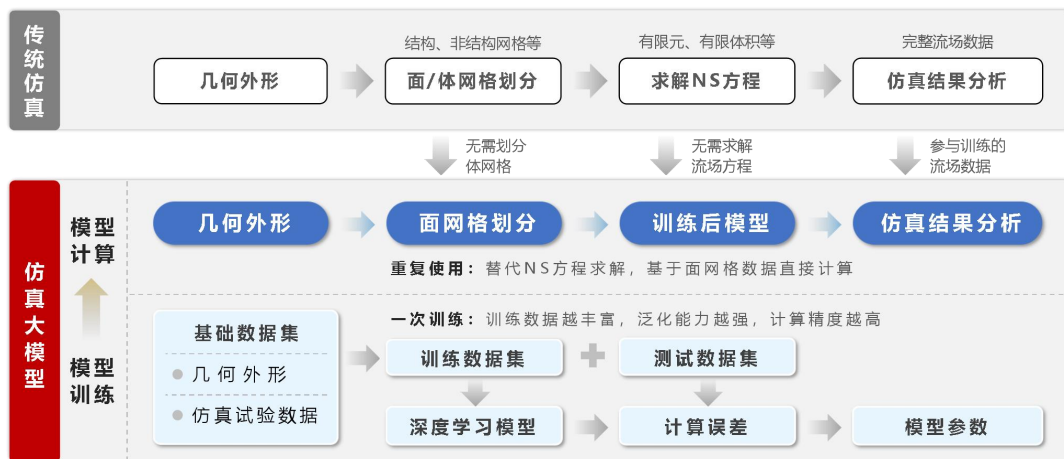 传统仿真
结构、非结构网格等
有限元、有限体积等
完整流场数据
几何外形
面/体网格划分
求解NS方程
仿真结果分析
无需划分
体网格
无需求解
流场方程
参与训练的
流场数据
仿真大模型
模型
计算
几何外形
面网格划分
训练后模型
仿真结果分析
重复使用：替代NS方程求解，基于面网格数据直接计算
模型
训练
基础数据集
几何外形
仿真试验数据
一次训练：训练数据越丰富，泛化能力越强，计算精度越高
训练数据集
测试数据集
深度学习模型
计算误差
模型参数